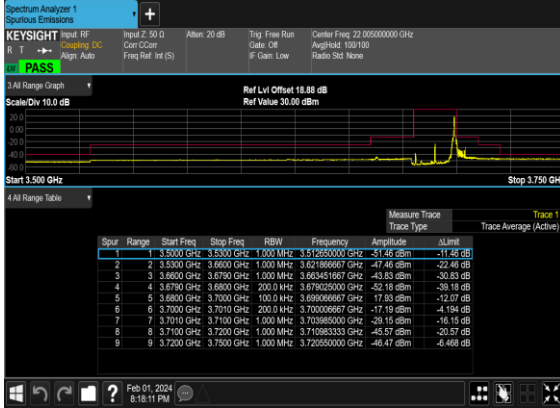 Spectrum Analyzer 1
Spurious Emissions
+
KEYSIGHT Input: RF Input Z: 50 Ω Atten: 20 dB Trig: Free Run Center Freq: 22.005000000 GHz
R T Coupling: DC Corr CCorr Gate: Off Avg|Hold: 100/100
Align: Auto Freq Ref: Int (S) IF Gain: Low Radio Std: None
LXI PASS
3 All Range Graph
Ref Lvl Offset 18.88 dB
Scale/Div 10.0 dB Ref Value 30.00 dBm
20.0
0.00
-20.0
-40.0
-60.0
Start 3.500 GHz Stop 3.750 GH
4 All Range Table
Measure Trace Trace 1
Trace Type Trace Average (Active)
Spur Range Start Freq Stop Freq RBW Frequency Amplitude ΔLimit
1 1 3.5000 GHz 3.5300 GHz 1.000 MHz 3.512650000 GHz -51.46 dBm -11.46 dB
2 2 3.5300 GHz 3.6600 GHz 1.000 MHz 3.621866667 GHz -47.46 dBm -22.46 dB
3 3 3.6600 GHz 3.6790 GHz 1.000 MHz 3.663451667 GHz -43.83 dBm -30.83 dB
4 4 3.6790 GHz 3.6800 GHz 200.0 kHz 3.679025000 GHz -52.18 dBm -39.18 dB
5 5 3.6800 GHz 3.7000 GHz 100.0 kHz 3.699066667 GHz 17.93 dBm -12.07 dB
6 6 3.7000 GHz 3.7010 GHz 200.0 kHz 3.700006667 GHz -17.19 dBm -4.194 dB
7 7 3.7010 GHz 3.7100 GHz 1.000 MHz 3.703985000 GHz -29.15 dBm -16.15 dB
8 8 3.7100 GHz 3.7200 GHz 1.000 MHz 3.710983333 GHz -45.57 dBm -20.57 dB
9 9 3.7200 GHz 3.7500 GHz 1.000 MHz 3.720550000 GHz -46.47 dBm -6.468 dB
? Feb 01, 2024
8:18:11 PM